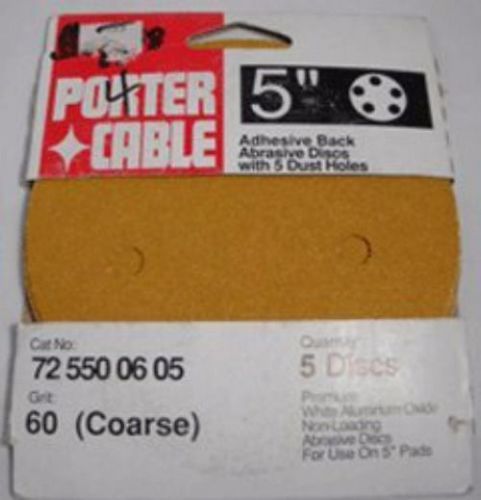 PORTER
4
CABLE
5"
Adhesive Back
Abrasive Discs
with 5 Dust Holes
Cat No:
72 550 06 05
Grit:
60 (Coarse)
Quantity:
5 Discs
Premium
White Aluminum Oxide
Non-Loading
Abrasive Discs
For Use On 5" Pads